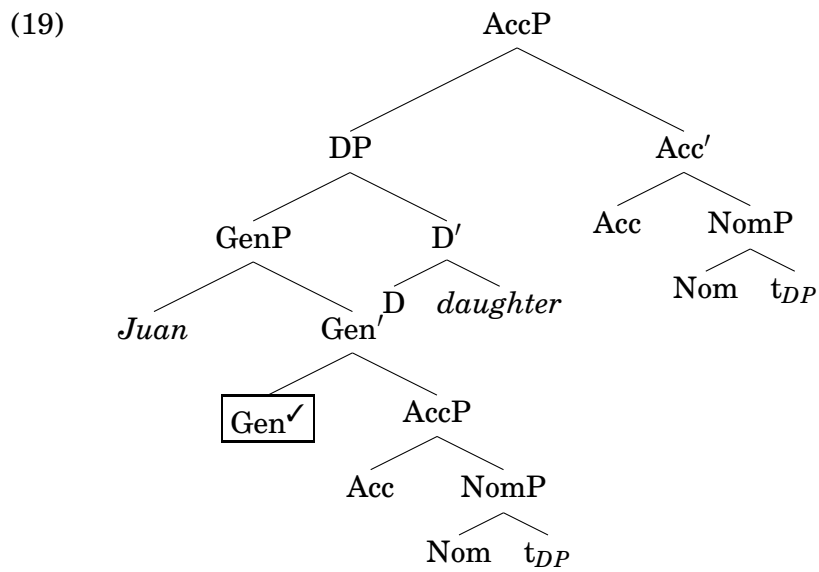 (19) AccP
DP Acc′
GenP D′ Acc NomP
D daughter Nom t_DP
Juan Gen′
Gen✓ AccP
Acc NomP
Nom t_DP